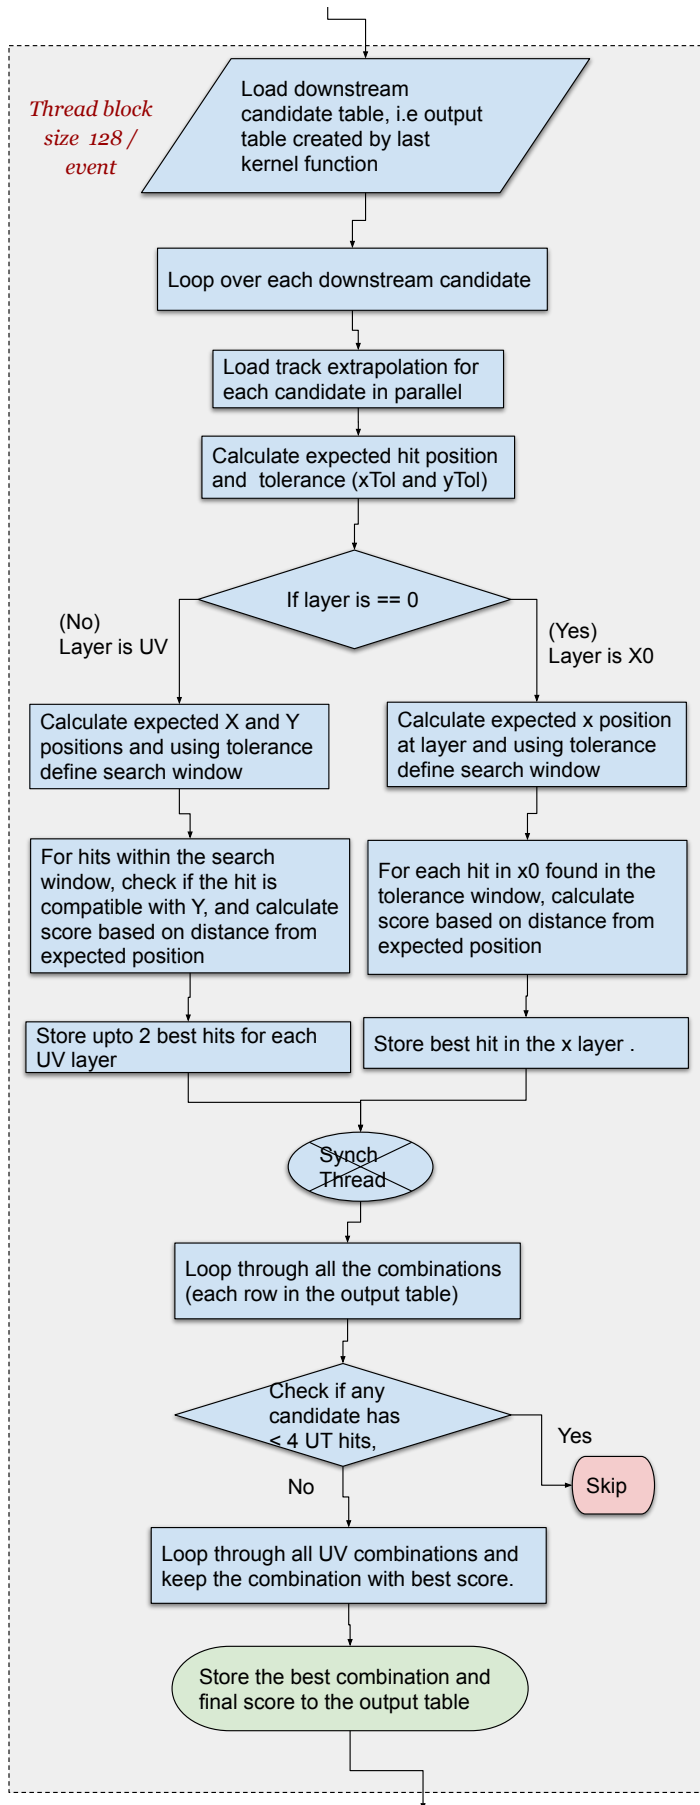 Thread block
size 128 /
event
Load downstream
candidate table, i.e output
table created by last
kernel function
Loop over each downstream candidate
Load track extrapolation for
each candidate in parallel
Calculate expected hit position
and tolerance (xTol and yTol)
If layer is == 0
(No)
Layer is UV
(Yes)
Layer is X0
Calculate expected X and Y
positions and using tolerance
define search window
Calculate expected x position
at layer and using tolerance
define search window
For hits within the search
window, check if the hit is
compatible with Y, and calculate
score based on distance from
expected position
For each hit in x0 found in the
tolerance window, calculate
score based on distance from
expected position
Store upto 2 best hits for each
UV layer
Store best hit in the x layer .
Synch
Thread
Loop through all the combinations
(each row in the output table)
Check if any
candidate has
< 4 UT hits,
Yes
Skip
No
Loop through all UV combinations and
keep the combination with best score.
Store the best combination and
final score to the output table